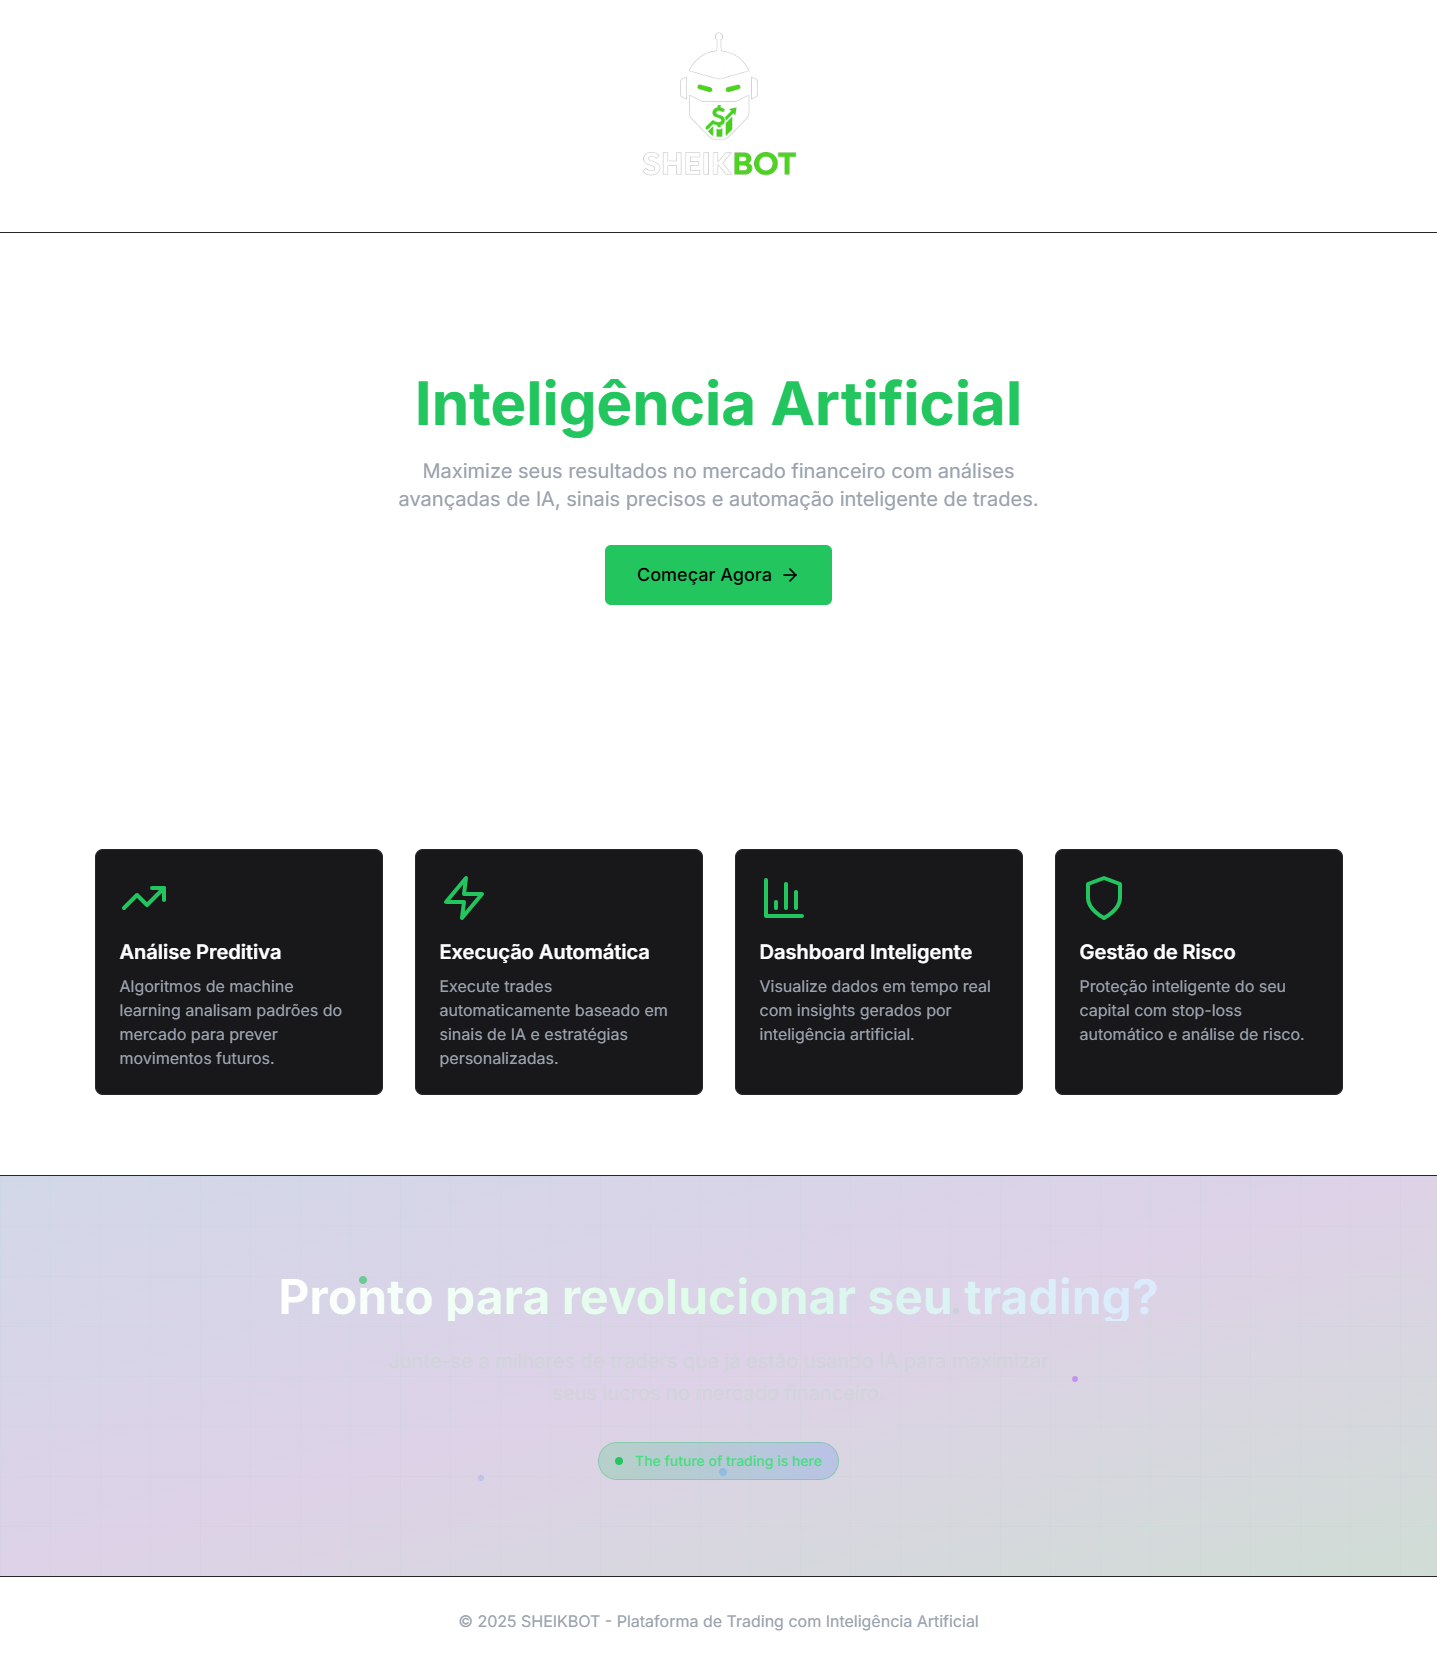 SHEIKBOT
Inteligência Artificial
Maximize seus resultados no mercado financeiro com análises
avançadas de IA, sinais precisos e automação inteligente de trades.
Começar Agora
Análise Preditiva
Algoritmos de machine
learning analisam padrões do
mercado para prever
movimentos futuros.
Execução Automática
Execute trades
automaticamente baseado em
sinais de IA e estratégias
personalizadas.
Dashboard Inteligente
Visualize dados em tempo real
com insights gerados por
inteligência artificial.
Gestão de Risco
Proteção inteligente do seu
capital com stop-loss
automático e análise de risco.
Pronto para revolucionar seu trading?
Junte-se a milhares de traders que já estão usando IA para maximizar
seus lucros no mercado financeiro.
The future of trading is here
© 2025 SHEIKBOT - Plataforma de Trading com Inteligência Artificial